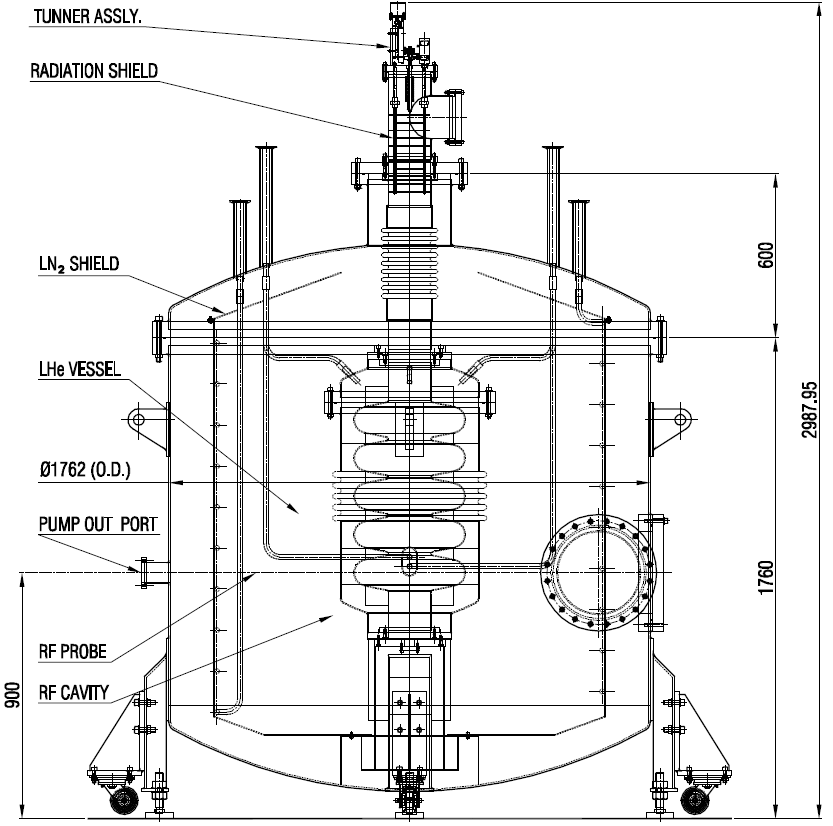 TUNNER ASSLY.
RADIATION SHIELD
LN₂ SHIELD
LHe VESSEL
Ø1762 (O.D.)
PUMP OUT PORT
RF PROBE
RF CAVITY
900
600
1760
2987.95